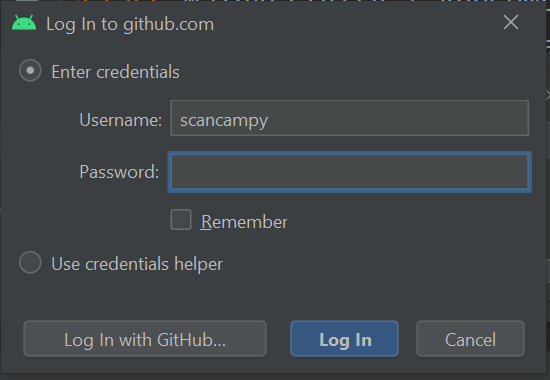 Log In to github.com
Enter credentials
Username: scancampy
Password:
Remember
Use credentials helper
Log In with GitHub... Log In Cancel